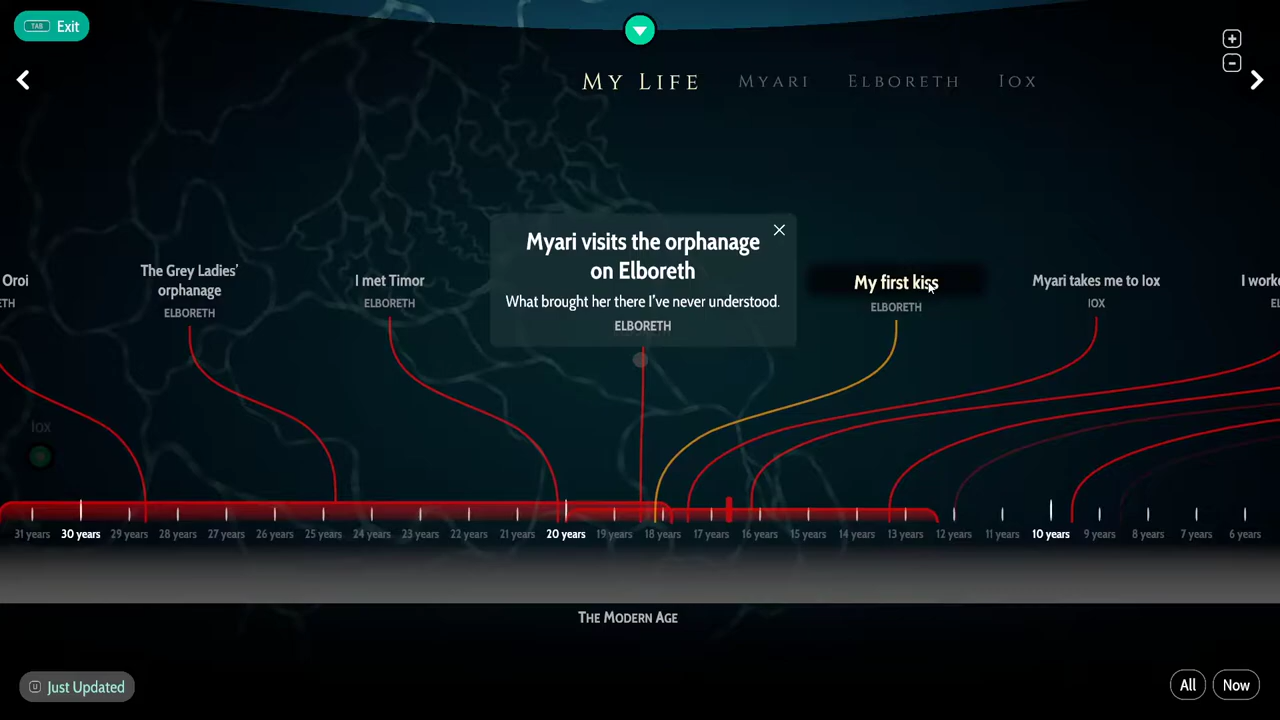 TAB Exit
MY LIFE
MYARI
ELBORETH
IOX
Oroi
ETH
The Grey Ladies'
orphanage
ELBORETH
I met Timor
ELBORETH
Myari visits the orphanage
on Elboreth
What brought her there I've never understood.
ELBORETH
My first kiss
ELBORETH
Myari takes me to Iox
IOX
I worke
EL
Iox
31 years
30 years
29 years
28 years
27 years
26 years
25 years
24 years
23 years
22 years
21 years
20 years
19 years
18 years
17 years
16 years
15 years
14 years
13 years
12 years
11 years
10 years
9 years
8 years
7 years
6 years
THE MODERN AGE
U Just Updated
All
Now